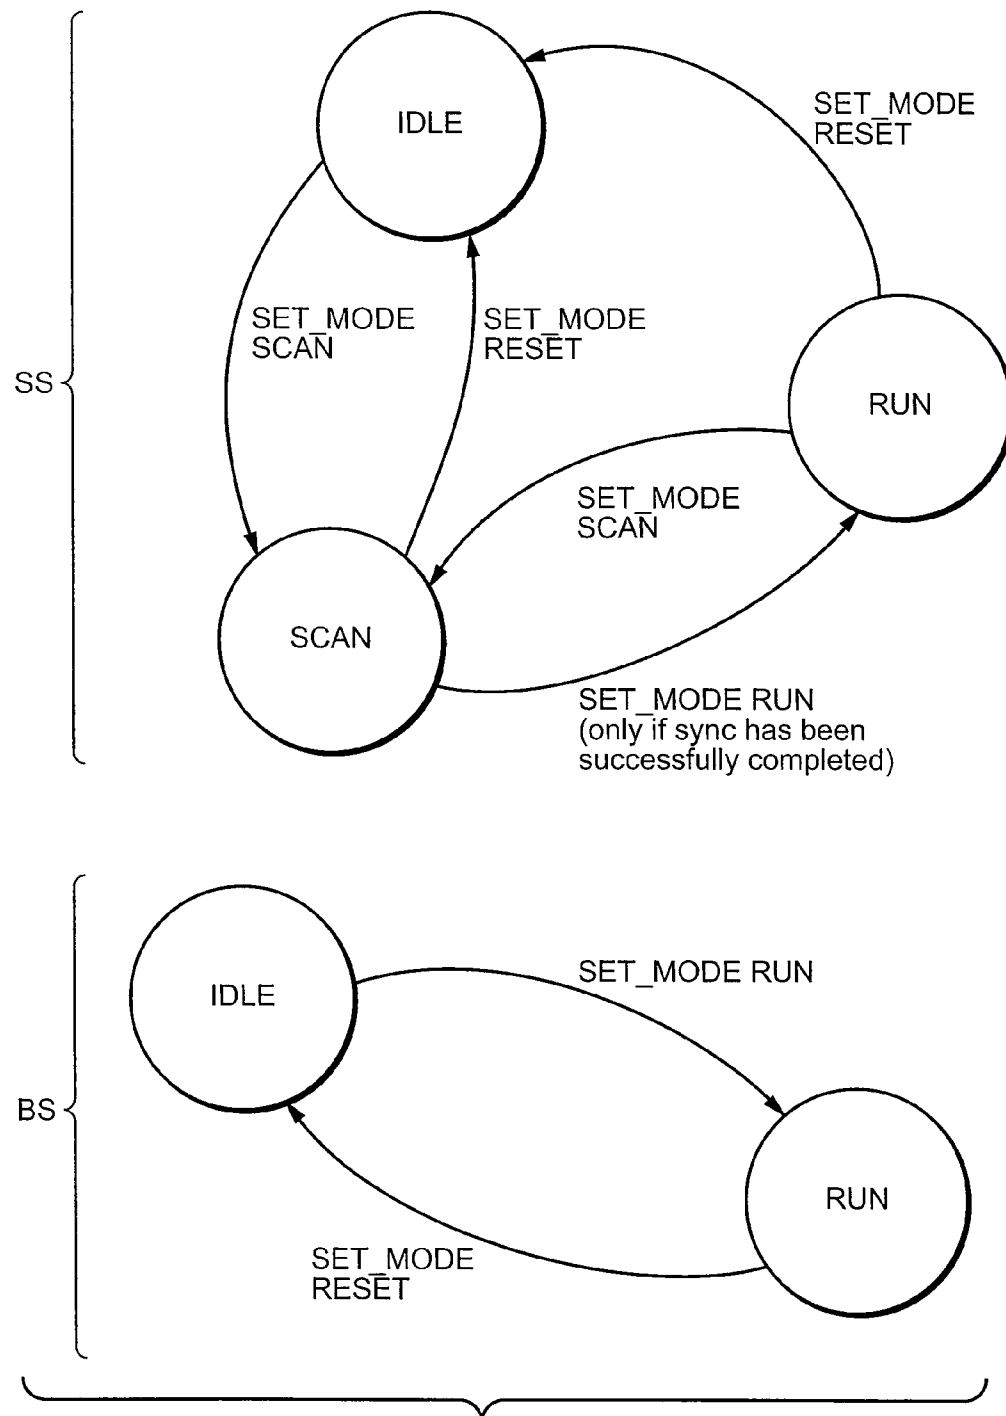 IDLE
SET_MODE
RESET
SET_MODE
SCAN
SET_MODE
RESET
SS
RUN
SET_MODE
SCAN
SCAN
SET_MODE RUN
(only if sync has been
successfully completed)
IDLE
SET_MODE RUN
BS
RUN
SET_MODE
RESET